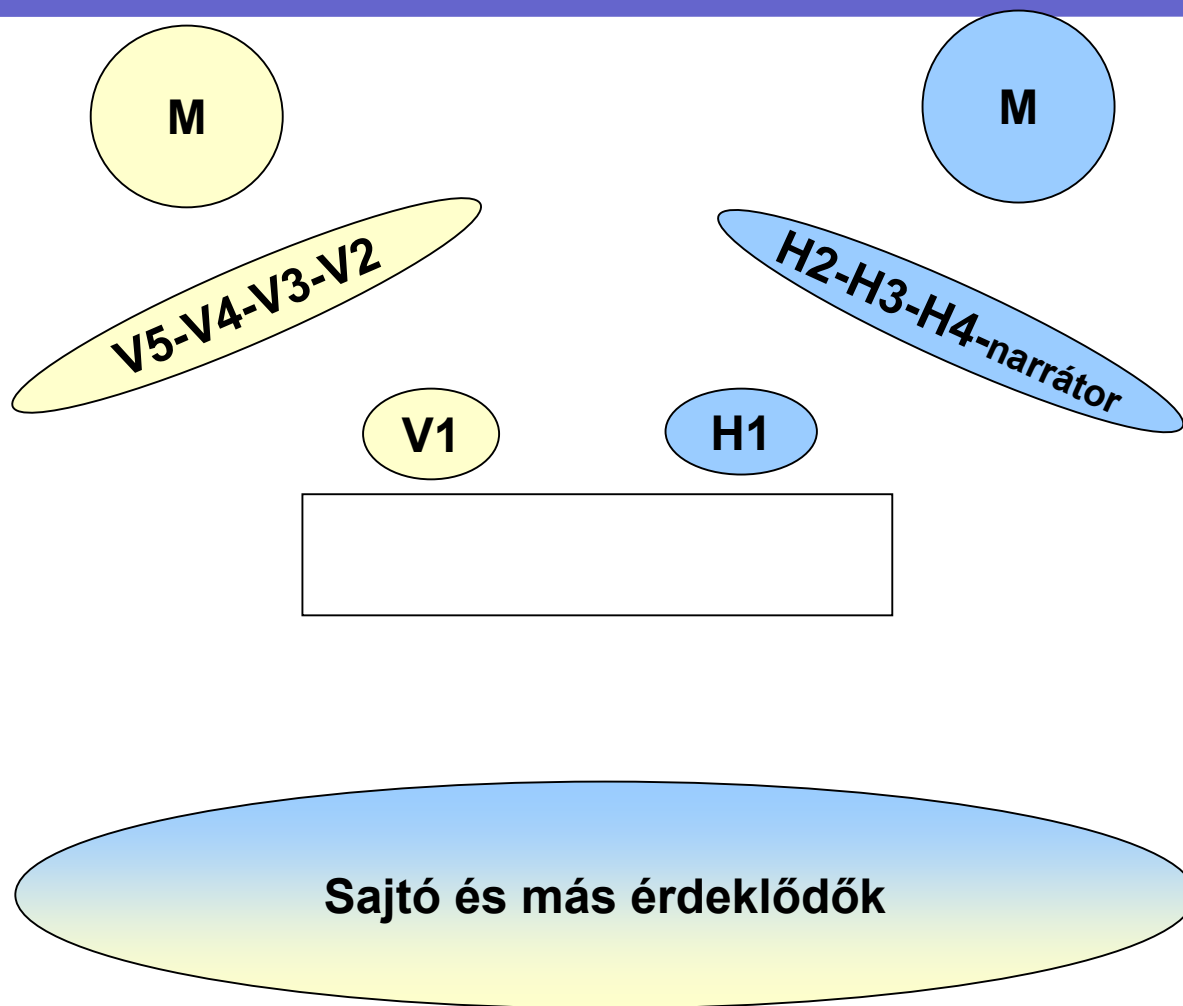 M
M
V5-V4-V3-V2
H2-H3-H4-narrátor
V1
H1
Sajtó és más érdeklődők